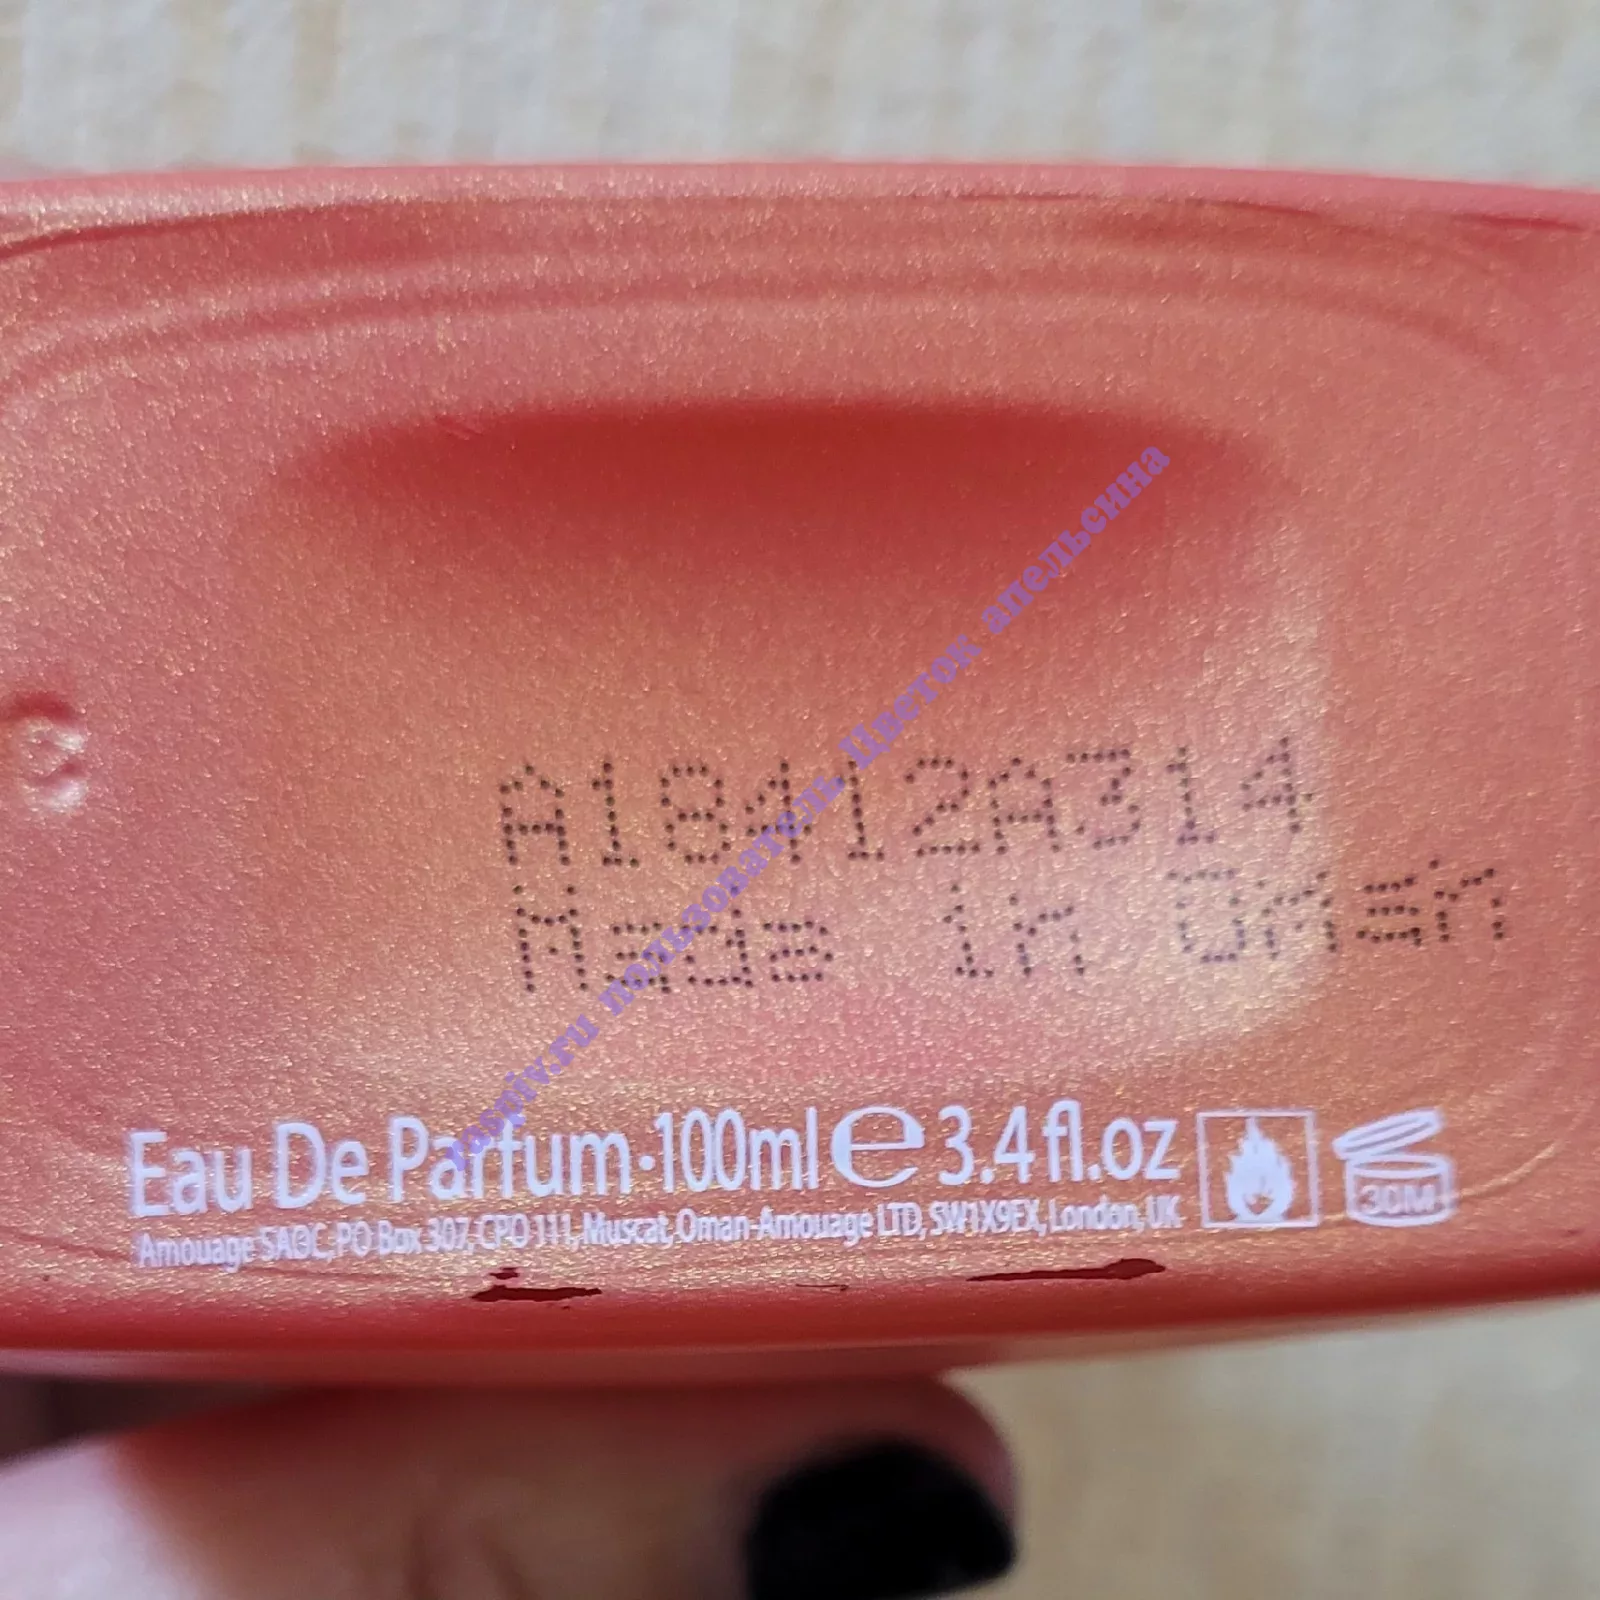 A18412A314
Made in Oman
Eau De Parfum·100ml ℮ 3.4 fl.oz
30M
Amouage SAOC, PO Box 307, CPO 111, Muscat, Oman-Amouage LTD, SW1X9EX, London, UK
raspiv.ru пользователь Цветок апельсина